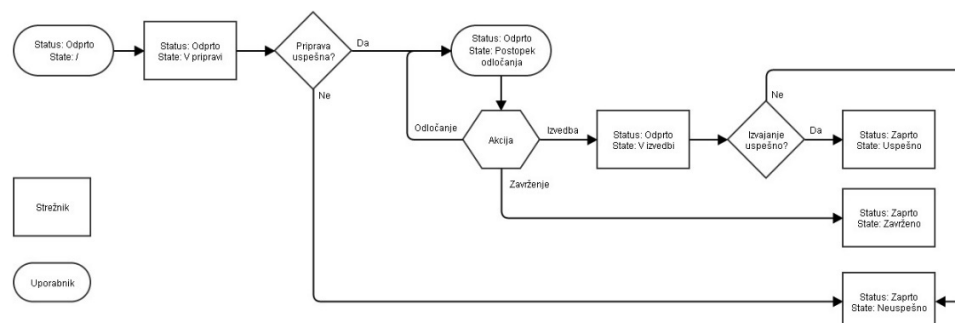 Status: Odprto
State: /
Status: Odprto
State: V pripravi
Priprava
uspešna?
Da
Ne
Status: Odprto
State: Postopek
odločanja
Odločanje
Akcija
Izvedba
Zavrženje
Status: Odprto
State: V izvedbi
Ne
Izvajanje
uspešno?
Da
Status: Zaprto
State: Uspešno
Status: Zaprto
State: Zavrženo
Status: Zaprto
State: Neuspešno
Strežnik
Uporabnik